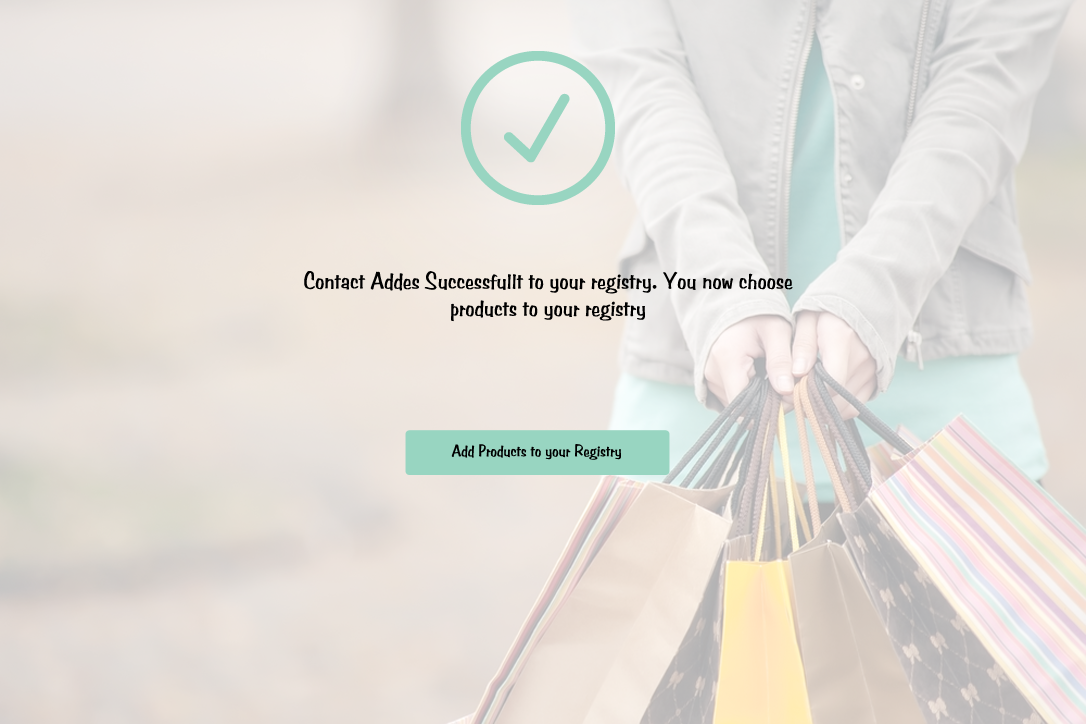 Contact Addes Successfullt to your registry. You now choose
products to your registry
Add Products to your Registry